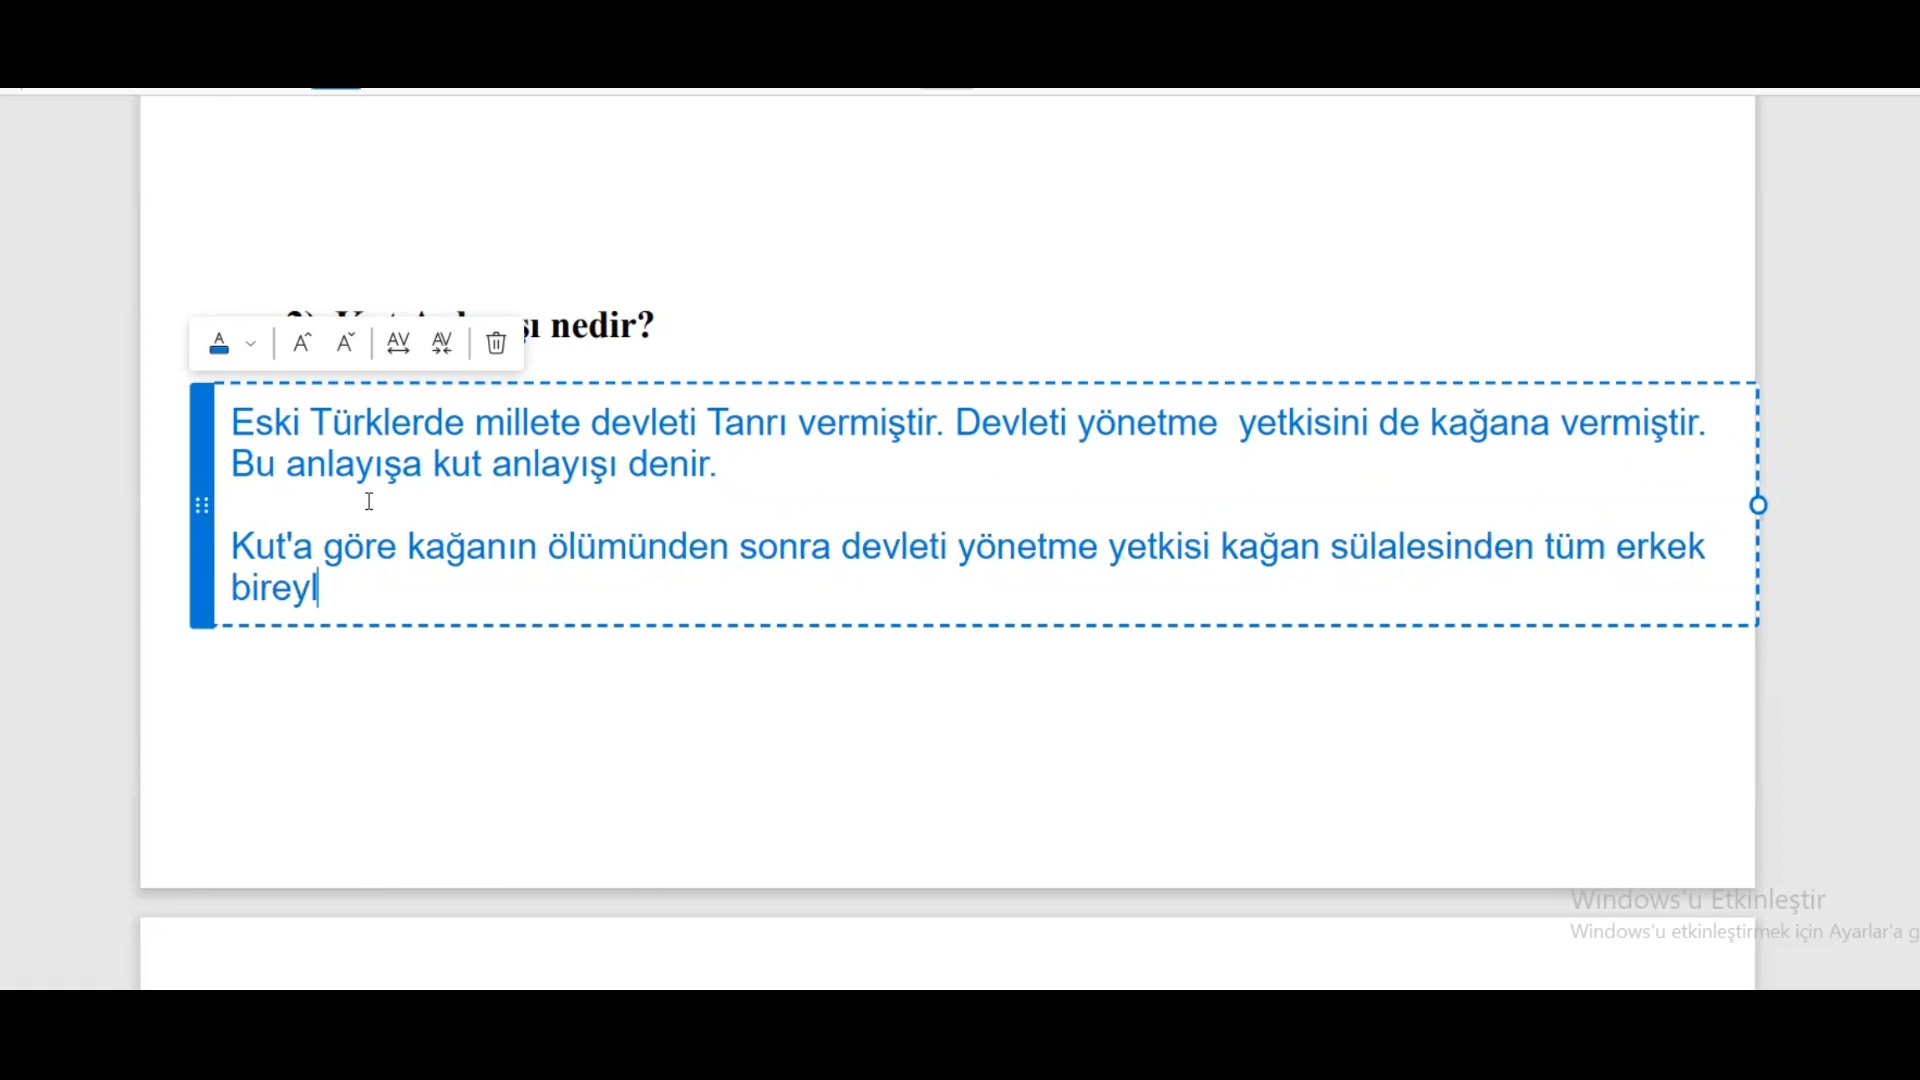 nedir?
Eski Türklerde millete devleti Tanrı vermiştir. Devleti yönetme  yetkisini de kağana vermiştir.
Bu anlayışa kut anlayışı denir.
Kut'a göre kağanın ölümünden sonra devleti yönetme yetkisi kağan sülalesinden tüm erkek
bireyl
Windows'u Etkinleştir
Windows'u etkinleştirmek için Ayarlar'a g